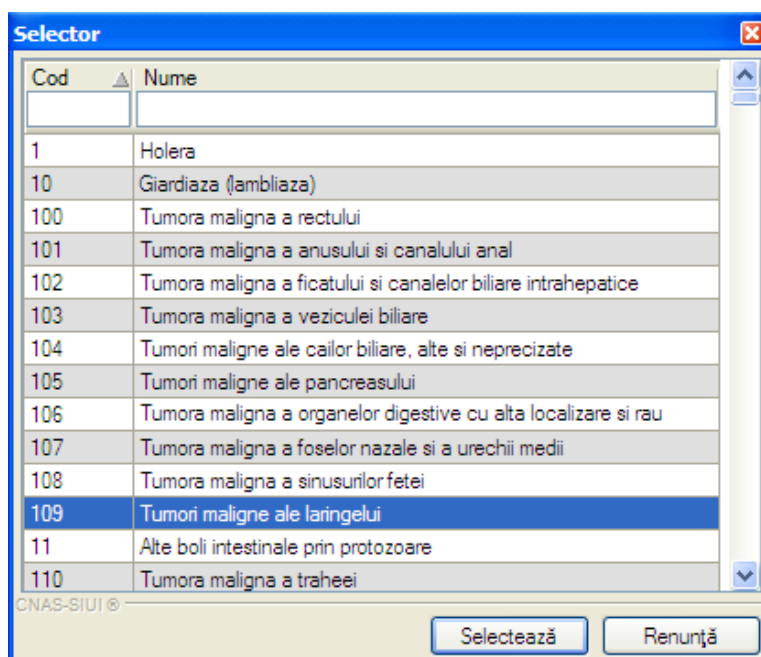 Selector
Cod Nume
1 Holera
10 Giardiaza (lambliaza)
100 Tumora maligna a rectului
101 Tumora maligna a anusului si canalului anal
102 Tumora maligna a ficatului si canalelor biliare intrahepatice
103 Tumora maligna a veziculei biliare
104 Tumori maligne ale cailor biliare, alte si neprecizate
105 Tumori maligne ale pancreasului
106 Tumora maligna a organelor digestive cu alta localizare si rau
107 Tumora maligna a foselor nazale si a urechii medii
108 Tumora maligna a sinusurilor fetei
109 Tumori maligne ale laringelui
11 Alte boli intestinale prin protozoare
110 Tumora maligna a traheei
CNAS-SIUI ®
Selectează Renunţă